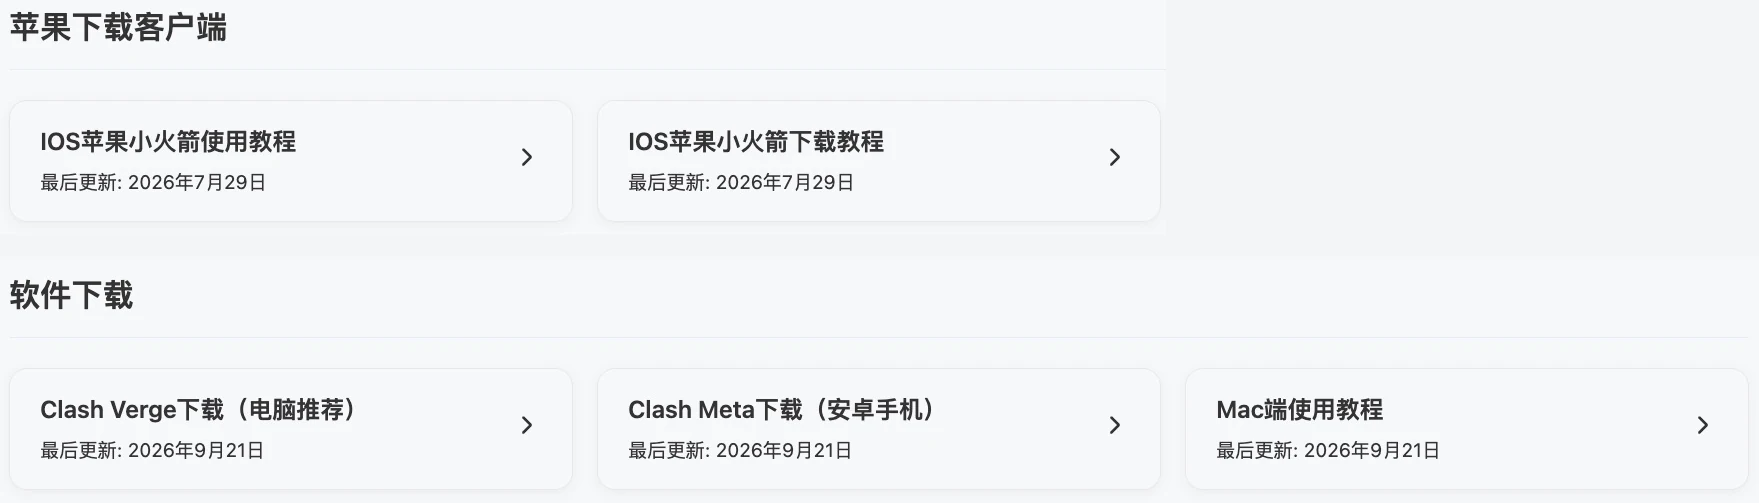 苹果下载客户端
IOS苹果小火箭使用教程
最后更新: 2026年7月29日
IOS苹果小火箭下载教程
最后更新: 2026年7月29日
软件下载
Clash Verge下载（电脑推荐）
最后更新: 2026年9月21日
Clash Meta下载（安卓手机）
最后更新: 2026年9月21日
Mac端使用教程
最后更新: 2026年9月21日